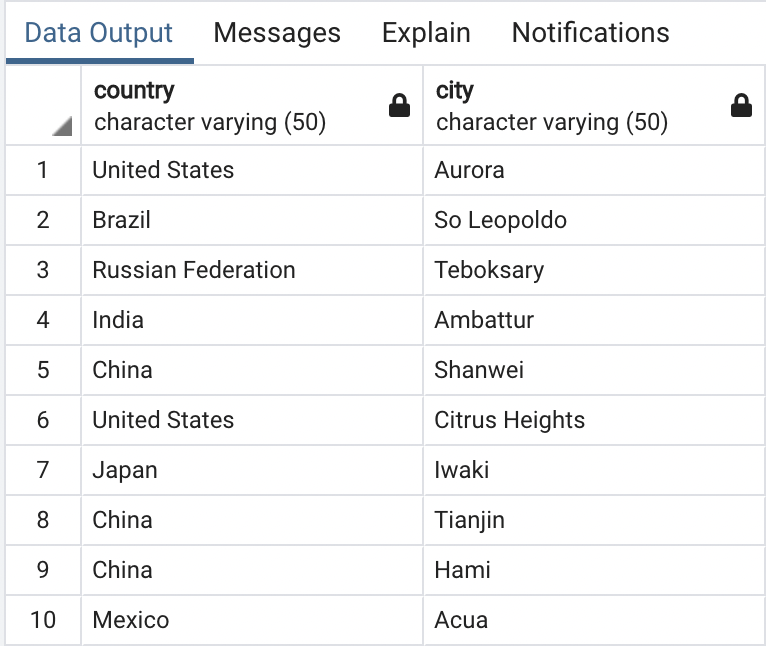 Data Output Messages Explain Notifications
country city
character varying (50) character varying (50)
1 United States Aurora
2 Brazil So Leopoldo
3 Russian Federation Teboksary
4 India Ambattur
5 China Shanwei
6 United States Citrus Heights
7 Japan Iwaki
8 China Tianjin
9 China Hami
10 Mexico Acua